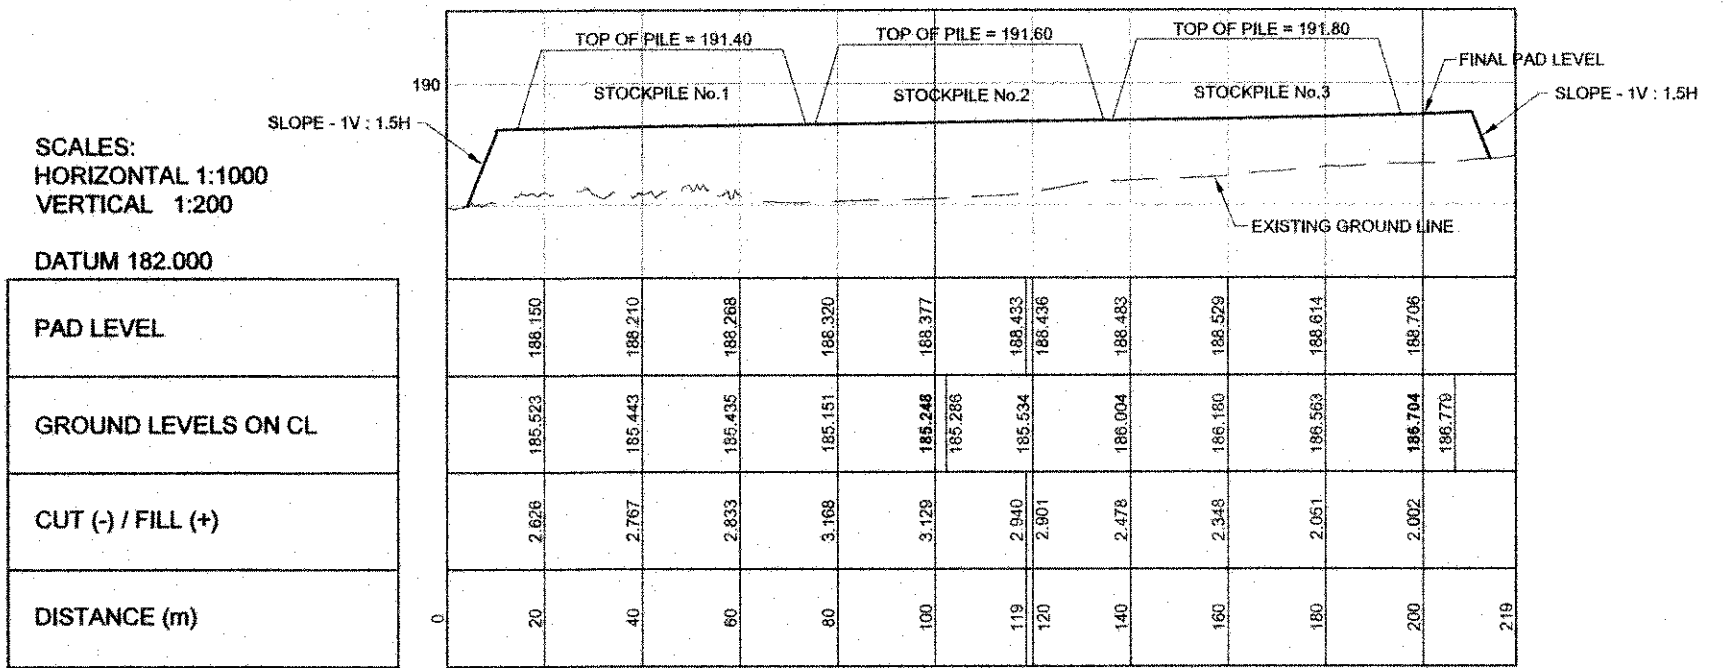 TOP OF PILE = 191.40
TOP OF PILE = 191.60
TOP OF PILE = 191.80
FINAL PAD LEVEL
190
STOCKPILE No.1
STOCKPILE No.2
STOCKPILE No.3
SLOPE - 1V : 1.5H
SLOPE - 1V : 1.5H
SCALES:
HORIZONTAL 1:1000
VERTICAL 1:200
EXISTING GROUND LINE
DATUM 182.000
PAD LEVEL
188.150 188.210 188.268 188.320 188.377 188.433 188.436 188.483 188.529 188.614 188.706
GROUND LEVELS ON CL
185.523 185.443 185.435 185.151 185.248 185.286 185.534 186.004 186.180 186.563 186.704 186.779
CUT (-) / FILL (+)
2.626 2.767 2.833 3.168 3.129 2.940 2.901 2.478 2.348 2.051 2.002
DISTANCE (m)
0 20 40 60 80 100 119 120 140 160 180 200 219